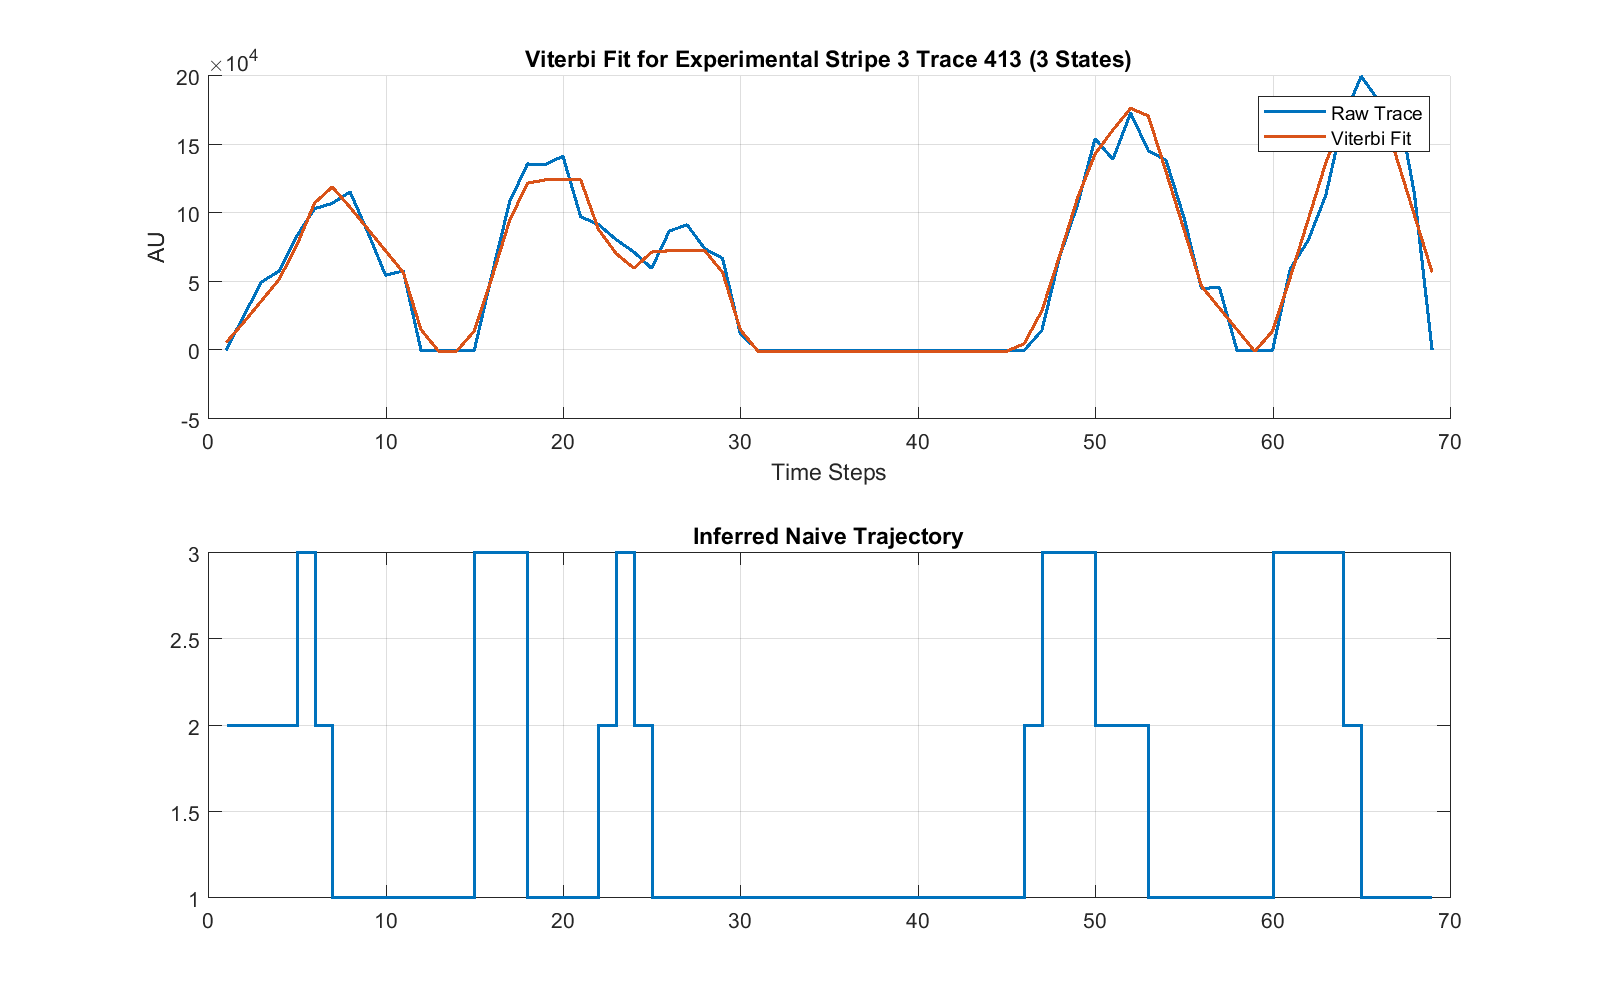 Viterbi Fit for Experimental Stripe 3 Trace 413 (3 States)
×10⁴
20
15
10
5
0
-5
AU
Raw Trace
Viterbi Fit
0 10 20 30 40 50 60 70
Time Steps
Inferred Naive Trajectory
3
2.5
2
1.5
1
0 10 20 30 40 50 60 70